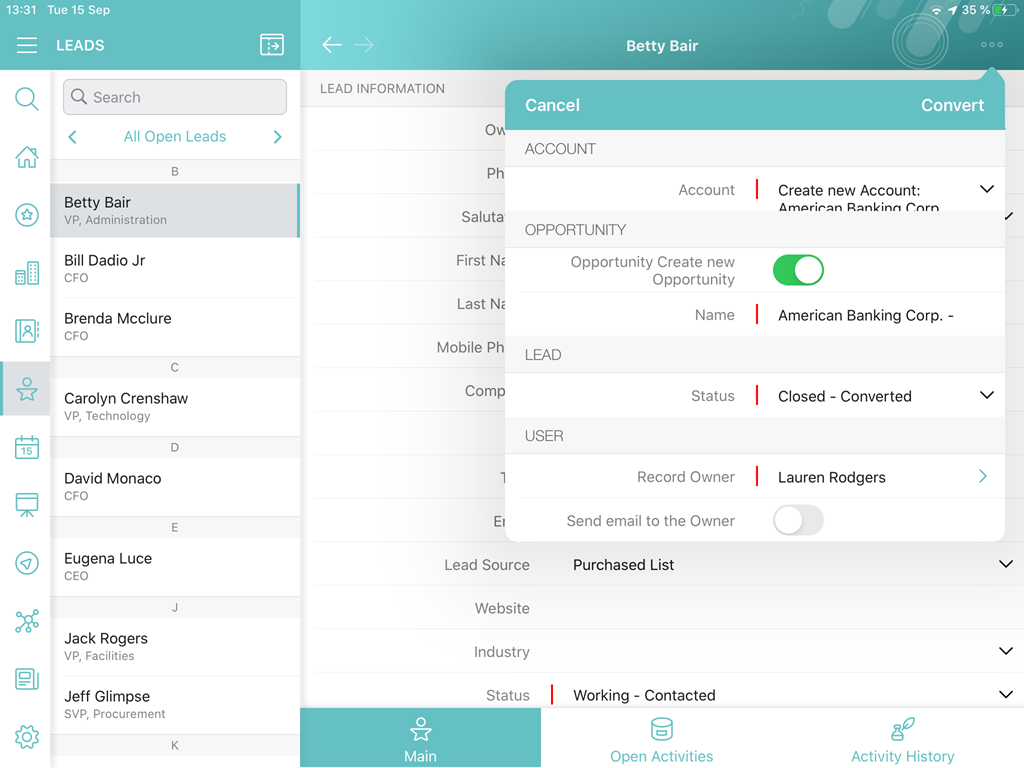 13:31 Tue 15 Sep
35 %
LEADS
Betty Bair
Search
All Open Leads
B
Betty Bair
VP, Administration
Bill Dadio Jr
CFO
Brenda Mcclure
CFO
C
Carolyn Crenshaw
VP, Technology
D
David Monaco
CFO
E
Eugena Luce
CEO
J
Jack Rogers
VP, Facilities
Jeff Glimpse
SVP, Procurement
K
15
LEAD INFORMATION
Ow
Ph
Saluta
First Na
Last Na
Mobile Ph
Comp
T
Er
Lead Source Purchased List
Website
Industry
Status Working - Contacted
Cancel Convert
ACCOUNT
Account Create new Account:
American Banking Corp.
OPPORTUNITY
Opportunity Create new
Opportunity
Name American Banking Corp. -
LEAD
Status Closed - Converted
USER
Record Owner Lauren Rodgers
Send email to the Owner
Main Open Activities Activity History